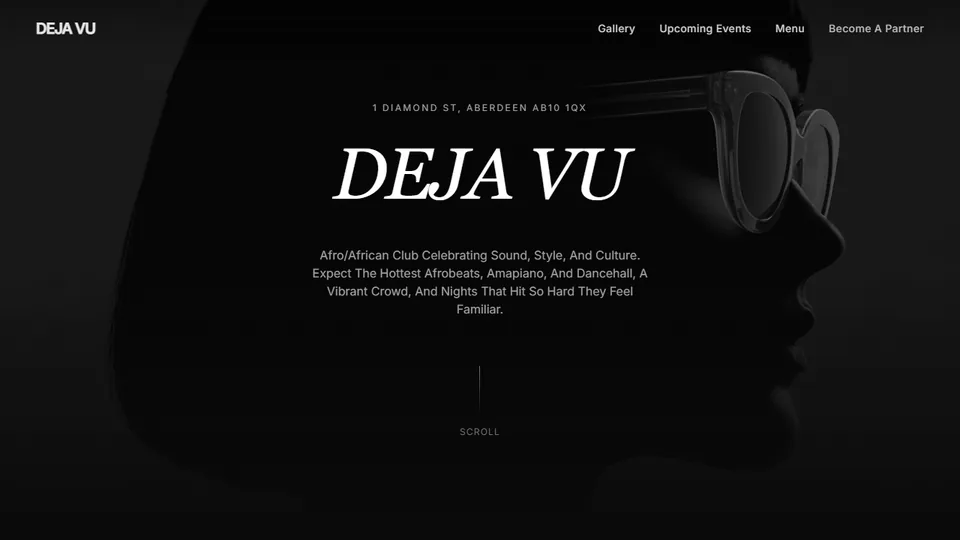 DEJA VU
Gallery
Upcoming Events
Menu
Become A Partner
1 DIAMOND ST, ABERDEEN AB10 1QX
DEJA VU
Afro/African Club Celebrating Sound, Style, And Culture.
Expect The Hottest Afrobeats, Amapiano, And Dancehall, A
Vibrant Crowd, And Nights That Hit So Hard They Feel
Familiar.
SCROLL